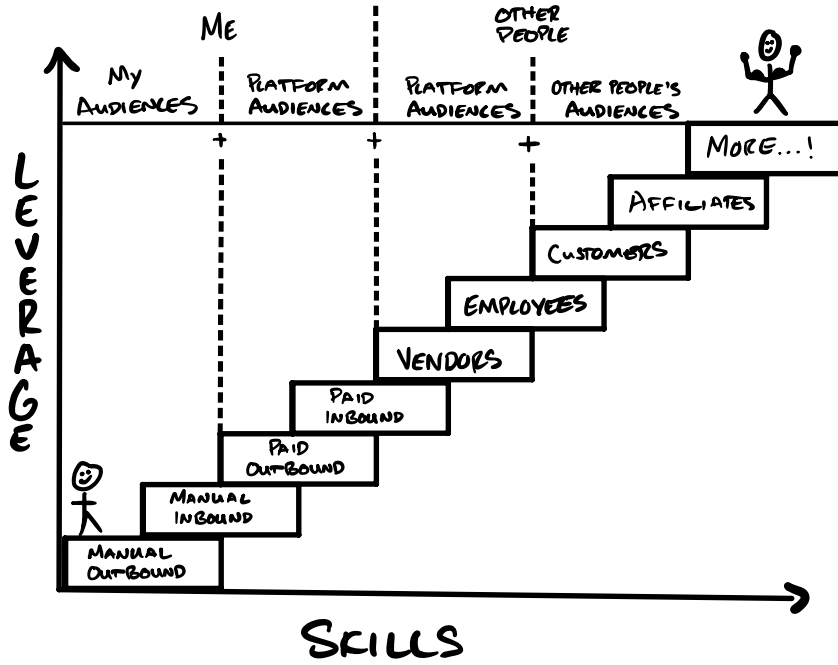 ME
OTHER
PEOPLE
MY
AUDIENCES
PLATFORM
AUDIENCES
PLATFORM
AUDIENCES
OTHER PEOPLE'S
AUDIENCES
+
+
+
MORE...!
AFFILIATES
CUSTOMERS
EMPLOYEES
VENDORS
PAID
INBOUND
PAID
OUTBOUND
MANUAL
INBOUND
MANUAL
OUTBOUND
LEVERAGE
SKILLS